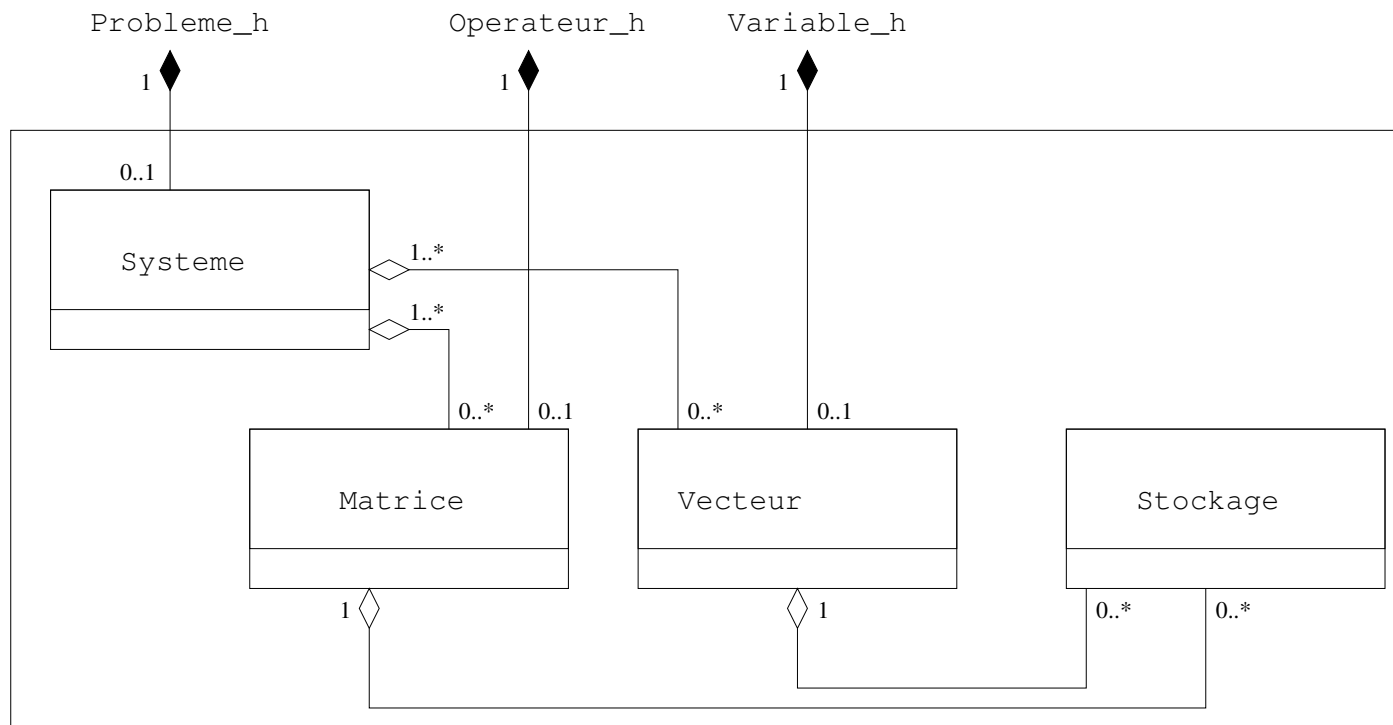 Probleme_h Operateur_h Variable_h
1 1 1
0..1
Systeme
1..*
1..*
0..* 0..1 0..* 0..1
Matrice Vecteur Stockage
1 1 0..* 0..*